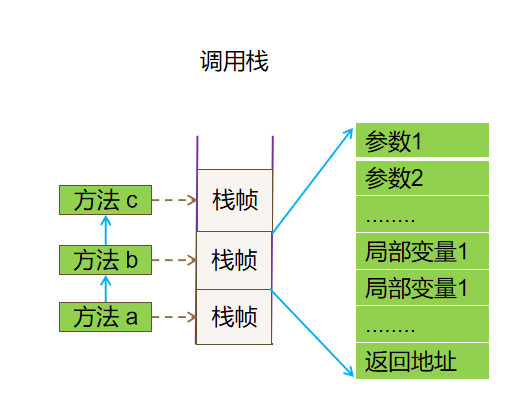 调用栈
方法 c
栈帧
方法 b
栈帧
方法 a
栈帧
参数1
参数2
........
局部变量1
局部变量1
........
返回地址